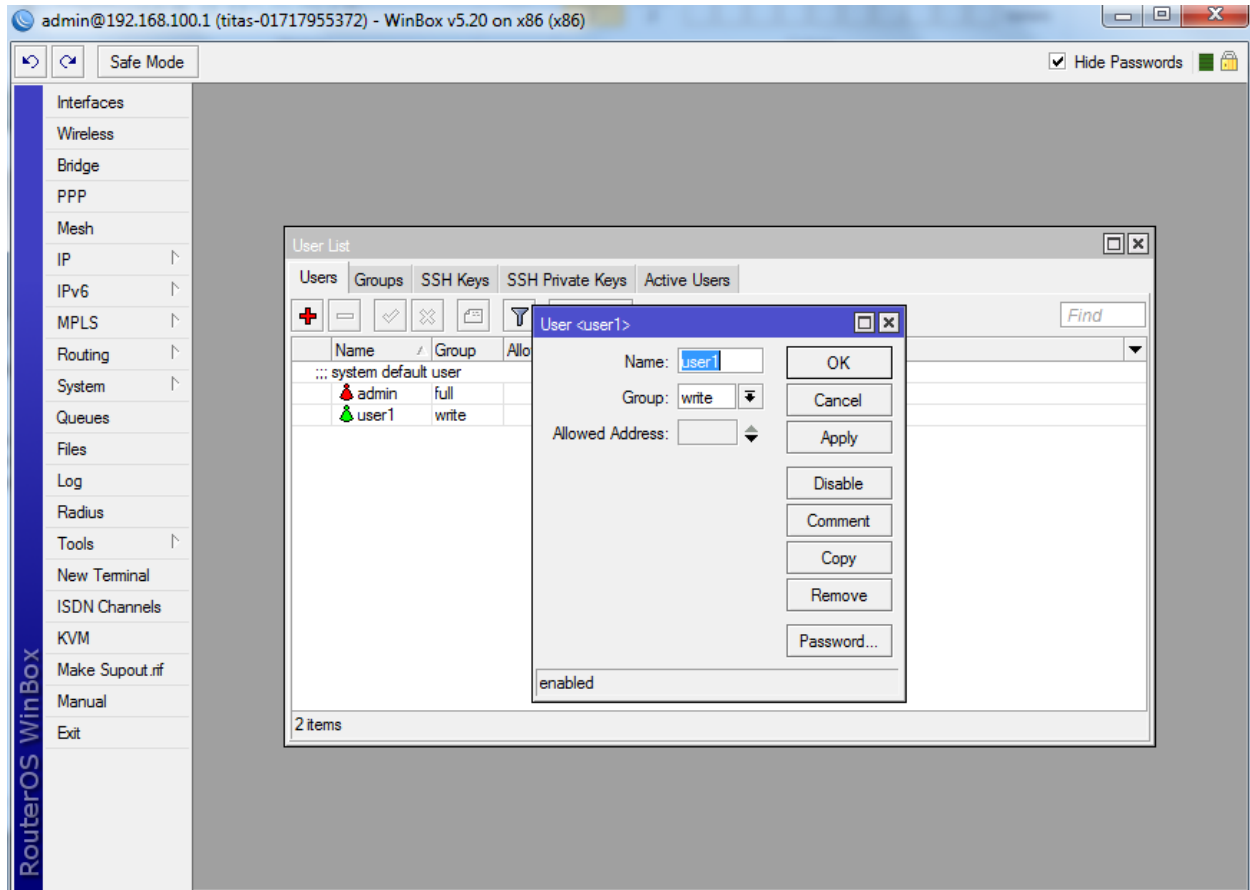 admin@192.168.100.1 (titas-01717955372) - WinBox v5.20 on x86 (x86)
Safe Mode
Hide Passwords
Interfaces
Wireless
Bridge
PPP
Mesh
IP
IPv6
MPLS
Routing
System
Queues
Files
Log
Radius
Tools
New Terminal
ISDN Channels
KVM
Make Supout.rif
Manual
Exit
RouterOS WinBox
User List
Users Groups SSH Keys SSH Private Keys Active Users
Find
Name Group Allo
;;; system default user
admin full
user1 write
2 items
User <user1>
Name: user1
Group: write
Allowed Address:
OK
Cancel
Apply
Disable
Comment
Copy
Remove
Password...
enabled